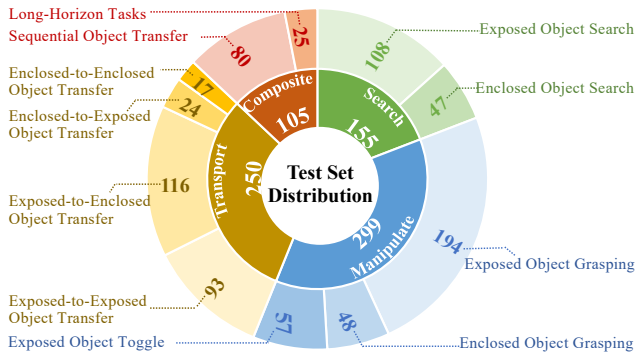 Long-Horizon Tasks
Sequential Object Transfer
Enclosed-to-Enclosed
Object Transfer
Enclosed-to-Exposed
Object Transfer
Exposed-to-Enclosed
Object Transfer
Exposed-to-Exposed
Object Transfer
Exposed Object Toggle
25
80
17
24
116
93
57
48
194
47
108
Composite
105
Search
155
Transport
250
Manipulate
299
Test Set
Distribution
Exposed Object Search
Enclosed Object Search
Exposed Object Grasping
Enclosed Object Grasping